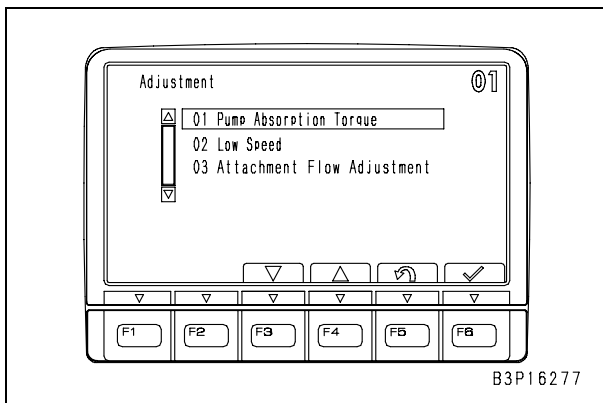 Adjustment 01
01 Pump Absorption Torque
02 Low Speed
03 Attachment Flow Adjustment
F1 F2 F3 F4 F5 F6
B3P16277